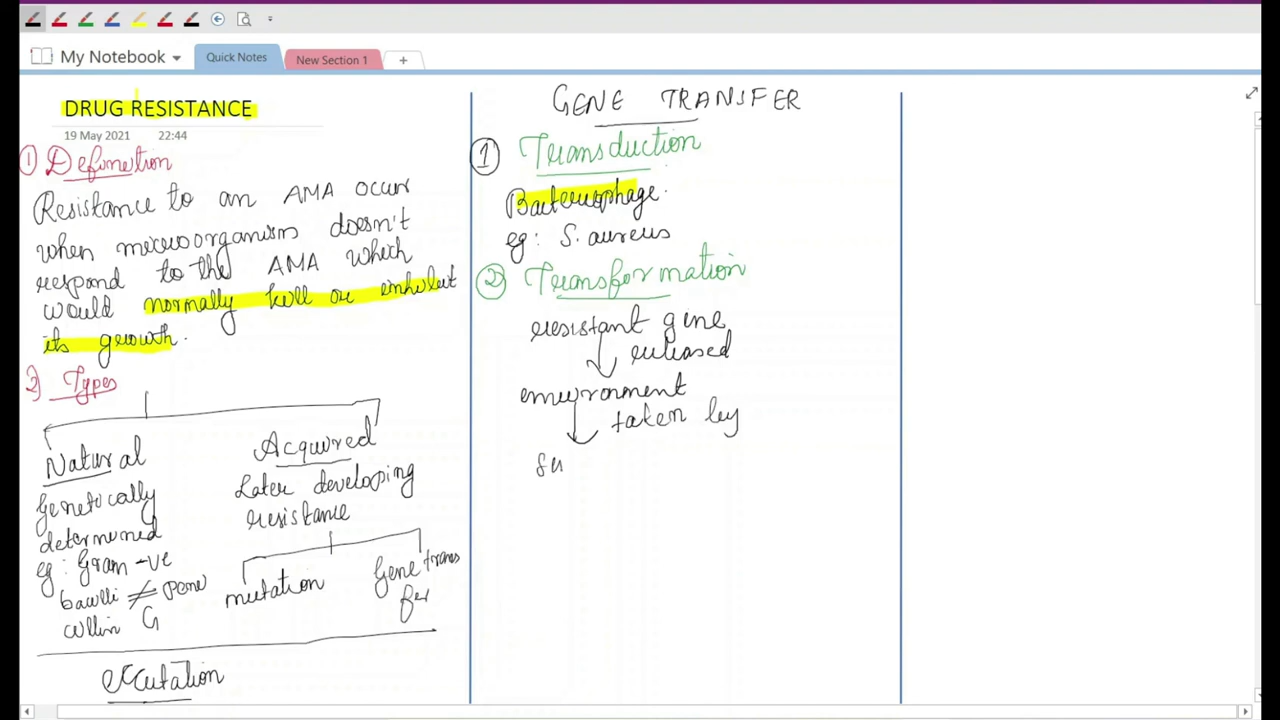 My Notebook
Quick Notes
New Section 1
DRUG RESISTANCE
19 May 2021 22:44
① Definition
Resistance to an AMA occur
when microorganism doesn't
respond to the AMA which
would normally kill or inhibit
its growth.
2) Types
Natural
Genetically
determined
eg: Gram -ve
bacilli ≠ peni
cillin G
Acquired
Later developing
resistance
mutation
Gene trans
fer
Mutation
GENE TRANSFER
① Transduction
Bacteriophage.
eg: S. aureus
② Transformation
resistant gene
released
environment
taken by
se